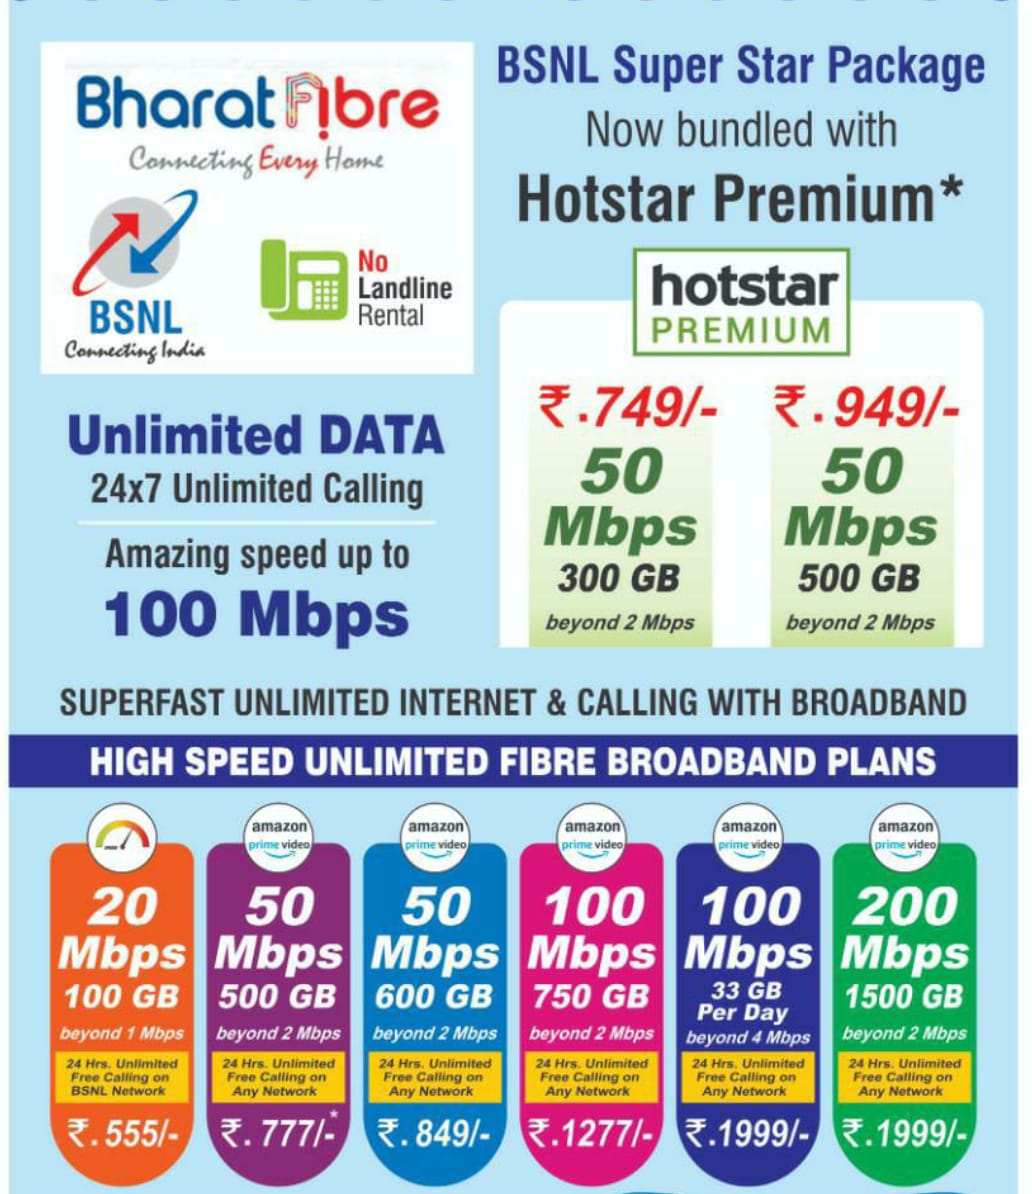 Bharat Fibre
Connecting Every Home
BSNL
Connecting India
No
Landline
Rental
BSNL Super Star Package
Now bundled with
Hotstar Premium*
hotstar
PREMIUM
₹.749/-
50
Mbps
300 GB
beyond 2 Mbps
₹.949/-
50
Mbps
500 GB
beyond 2 Mbps
Unlimited DATA
24x7 Unlimited Calling
Amazing speed up to
100 Mbps
SUPERFAST UNLIMITED INTERNET & CALLING WITH BROADBAND
HIGH SPEED UNLIMITED FIBRE BROADBAND PLANS
20
Mbps
100 GB
beyond 1 Mbps
24 Hrs. Unlimited
Free Calling on
BSNL Network
₹.555/-
amazon
prime video
50
Mbps
500 GB
beyond 2 Mbps
24 Hrs. Unlimited
Free Calling on
Any Network
₹.777/-*
amazon
prime video
50
Mbps
600 GB
beyond 2 Mbps
24 Hrs. Unlimited
Free Calling on
Any Network
₹.849/-
amazon
prime video
100
Mbps
750 GB
beyond 2 Mbps
24 Hrs. Unlimited
Free Calling on
Any Network
₹.1277/-
amazon
prime video
100
Mbps
33 GB
Per Day
beyond 4 Mbps
24 Hrs. Unlimited
Free Calling on
Any Network
₹.1999/-
amazon
prime video
200
Mbps
1500 GB
beyond 2 Mbps
24 Hrs. Unlimited
Free Calling on
Any Network
₹.1999/-